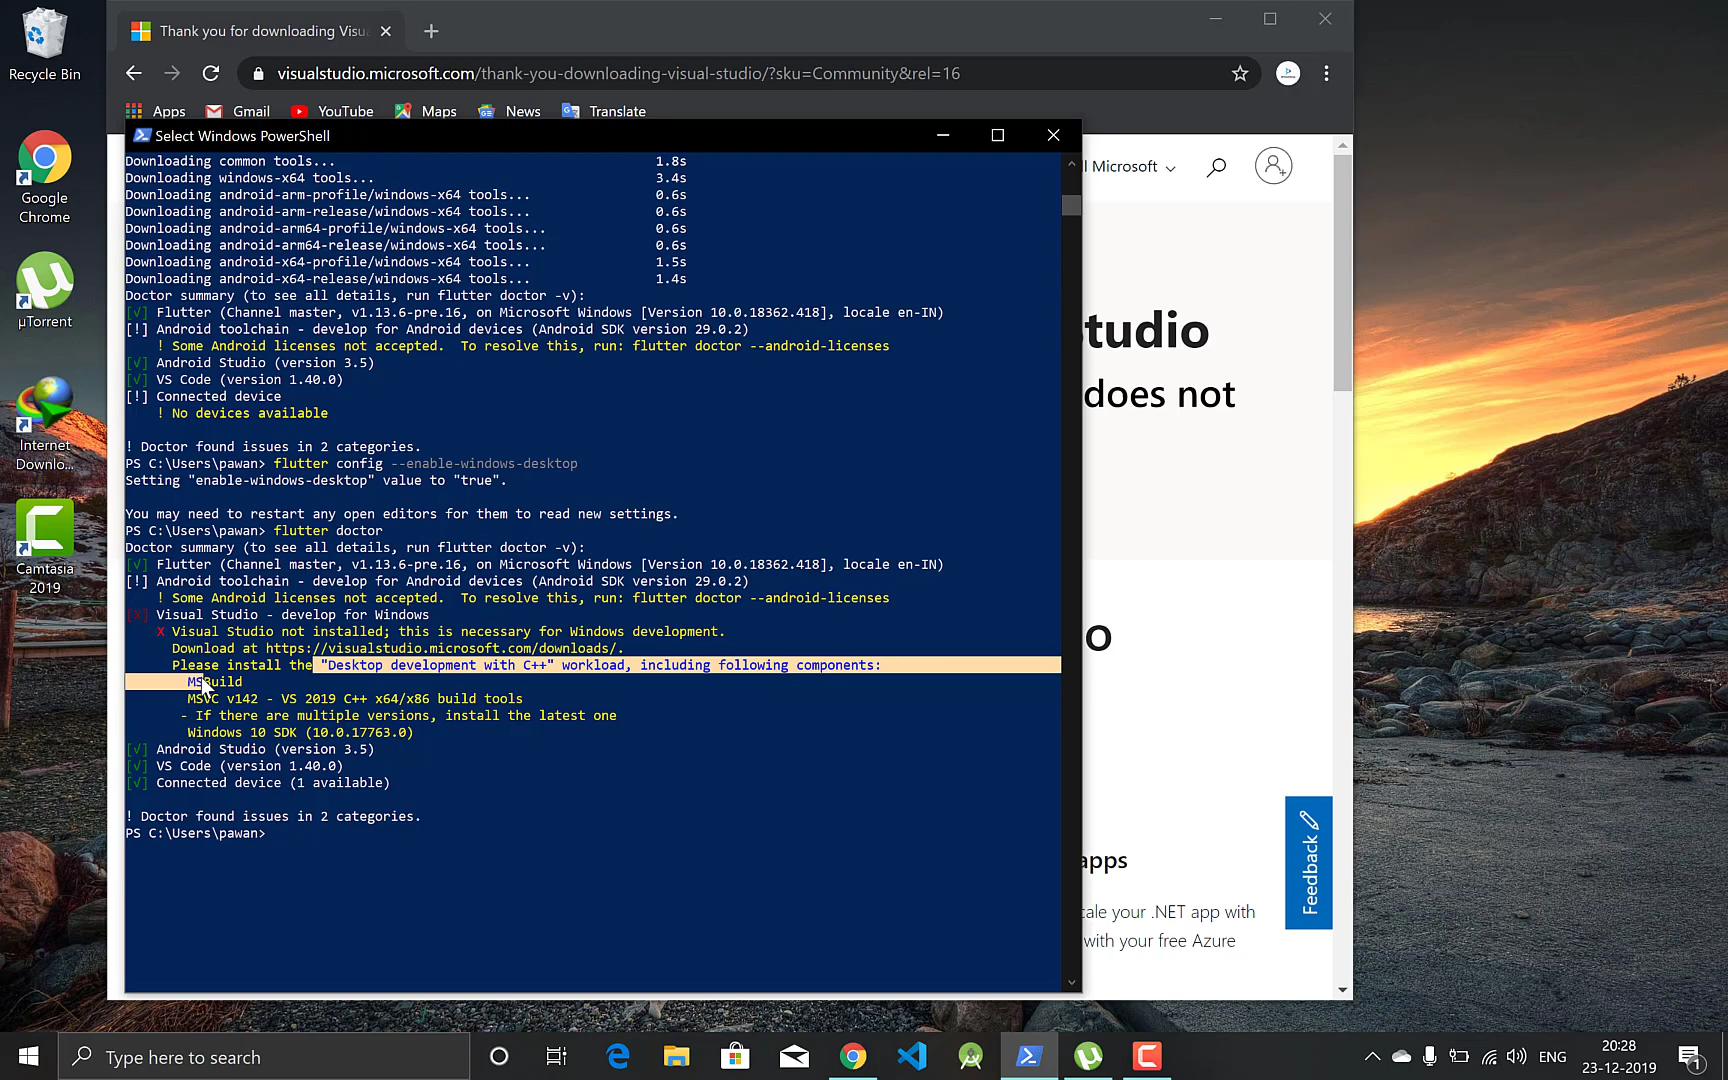 Recycle Bin
Google
Chrome
µTorrent
Internet
Downlo...
Camtasia
2019
Thank you for downloading Visu
visualstudio.microsoft.com/thank-you-downloading-visual-studio/?sku=Community&rel=16
Apps Gmail YouTube Maps News Translate
Select Windows PowerShell
Downloading common tools... 1.8s
Downloading windows-x64 tools... 3.4s
Downloading android-arm-profile/windows-x64 tools... 0.6s
Downloading android-arm-release/windows-x64 tools... 0.6s
Downloading android-arm64-profile/windows-x64 tools... 0.6s
Downloading android-arm64-release/windows-x64 tools... 0.6s
Downloading android-x64-profile/windows-x64 tools... 1.5s
Downloading android-x64-release/windows-x64 tools... 1.4s
Doctor summary (to see all details, run flutter doctor -v):
[√] Flutter (Channel master, v1.13.6-pre.16, on Microsoft Windows [Version 10.0.18362.418], locale en-IN)
[!] Android toolchain - develop for Android devices (Android SDK version 29.0.2)
! Some Android licenses not accepted.  To resolve this, run: flutter doctor --android-licenses
[√] Android Studio (version 3.5)
[√] VS Code (version 1.40.0)
[!] Connected device
! No devices available
! Doctor found issues in 2 categories.
PS C:\Users\pawan> flutter config --enable-windows-desktop
Setting "enable-windows-desktop" value to "true".
You may need to restart any open editors for them to read new settings.
PS C:\Users\pawan> flutter doctor
Doctor summary (to see all details, run flutter doctor -v):
[√] Flutter (Channel master, v1.13.6-pre.16, on Microsoft Windows [Version 10.0.18362.418], locale en-IN)
[!] Android toolchain - develop for Android devices (Android SDK version 29.0.2)
! Some Android licenses not accepted.  To resolve this, run: flutter doctor --android-licenses
[X] Visual Studio - develop for Windows
X Visual Studio not installed; this is necessary for Windows development.
Download at https://visualstudio.microsoft.com/downloads/.
Please install the "Desktop development with C++" workload, including following components:
MSBuild
MSVC v142 - VS 2019 C++ x64/x86 build tools
- If there are multiple versions, install the latest one
Windows 10 SDK (10.0.17763.0)
[√] Android Studio (version 3.5)
[√] VS Code (version 1.40.0)
[√] Connected device (1 available)
! Doctor found issues in 2 categories.
PS C:\Users\pawan>
ll Microsoft
tudio
does not
o
apps
cale your .NET app with
with your free Azure
Feedback
Type here to search
ENG
20:28
23-12-2019
1